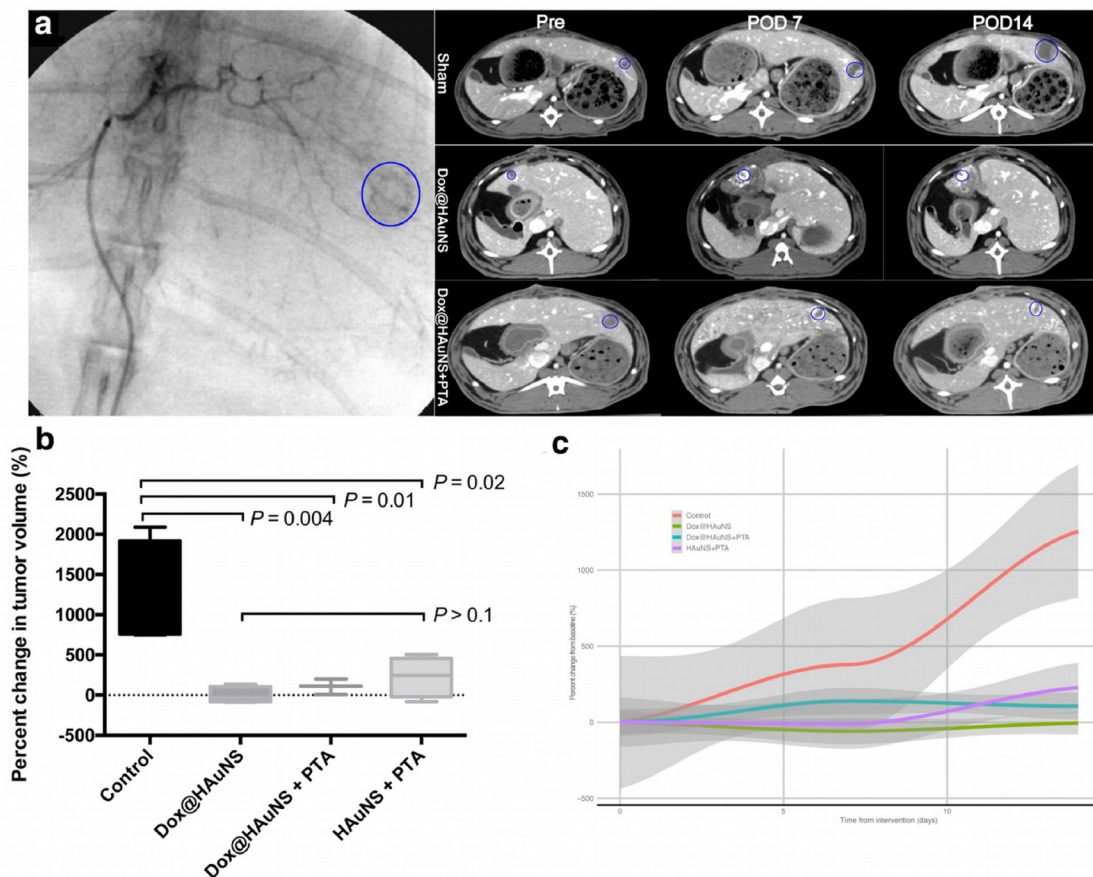 a
Pre
POD 7
POD14
Sham
Dox@HAuNS
Dox@HAuNS+PTA
b
Percent change in tumor volume (%)
2500
2000
1500
1000
500
0
-500
P = 0.02
P = 0.01
P = 0.004
P > 0.1
Control
Dox@HAuNS
Dox@HAuNS + PTA
HAuNS + PTA
c
Percent change from baseline (%)
1500
1000
500
0
−500
Control
Dox@HAuNS
Dox@HAuNS+PTA
HAuNS+PTA
0
5
10
Time from intervention (days)